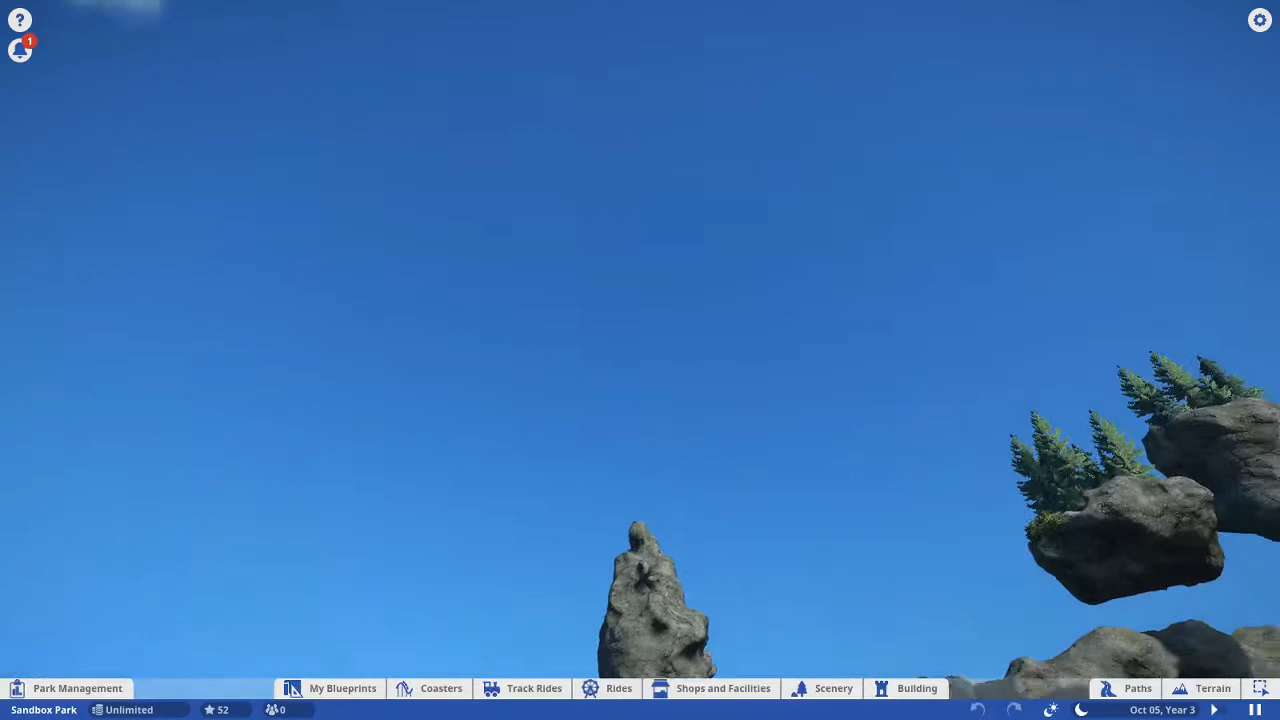 ?
1
Park Management
My Blueprints
Coasters
Track Rides
Rides
Shops and Facilities
Scenery
Building
Paths
Terrain
Sandbox Park
Unlimited
52
0
Oct 05, Year 3